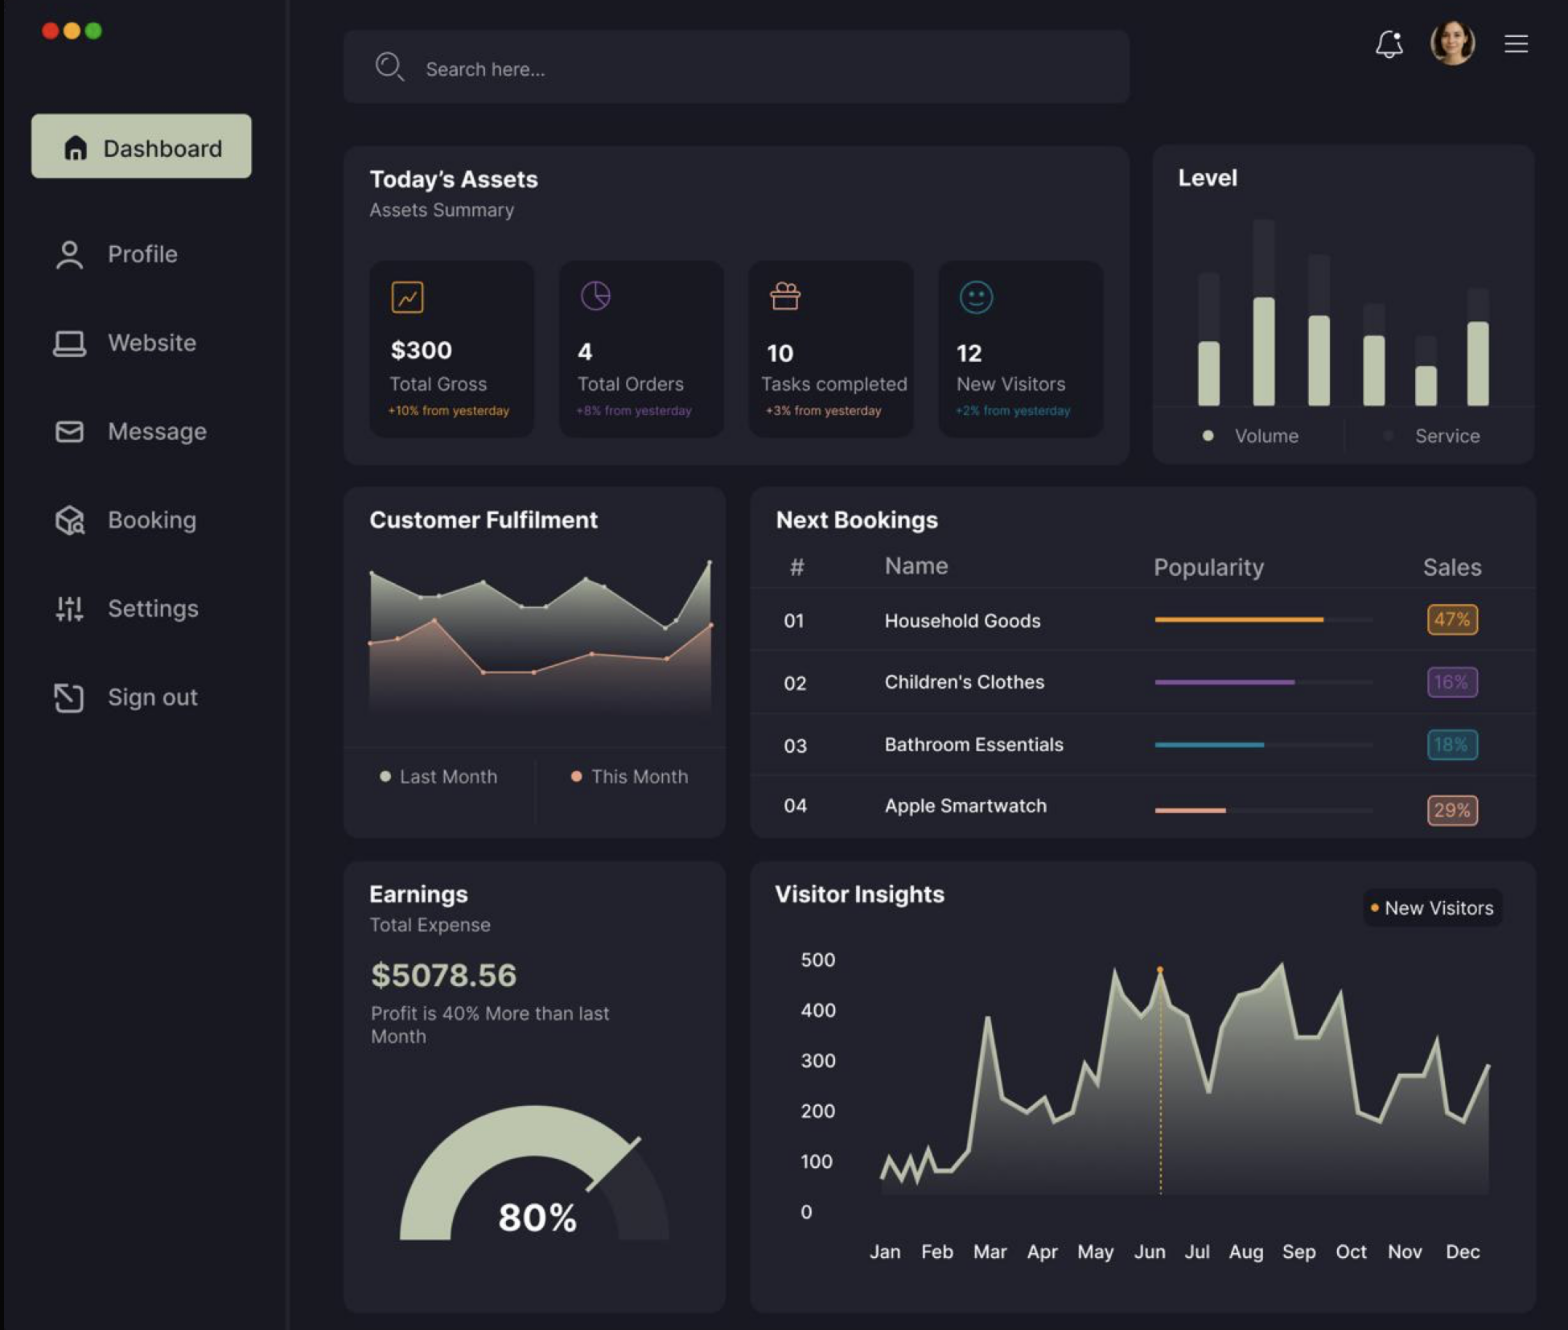 Search here...
Dashboard
Profile
Website
Message
Booking
Settings
Sign out
Today's Assets
Assets Summary
$300
Total Gross
+10% from yesterday
4
Total Orders
+8% from yesterday
10
Tasks completed
+3% from yesterday
12
New Visitors
+2% from yesterday
Level
Volume
Service
Customer Fulfilment
Last Month
This Month
Next Bookings
# Name Popularity Sales
01 Household Goods 47%
02 Children's Clothes 16%
03 Bathroom Essentials 18%
04 Apple Smartwatch 29%
Earnings
Total Expense
$5078.56
Profit is 40% More than last
Month
80%
Visitor Insights
New Visitors
500
400
300
200
100
0
Jan Feb Mar Apr May Jun Jul Aug Sep Oct Nov Dec